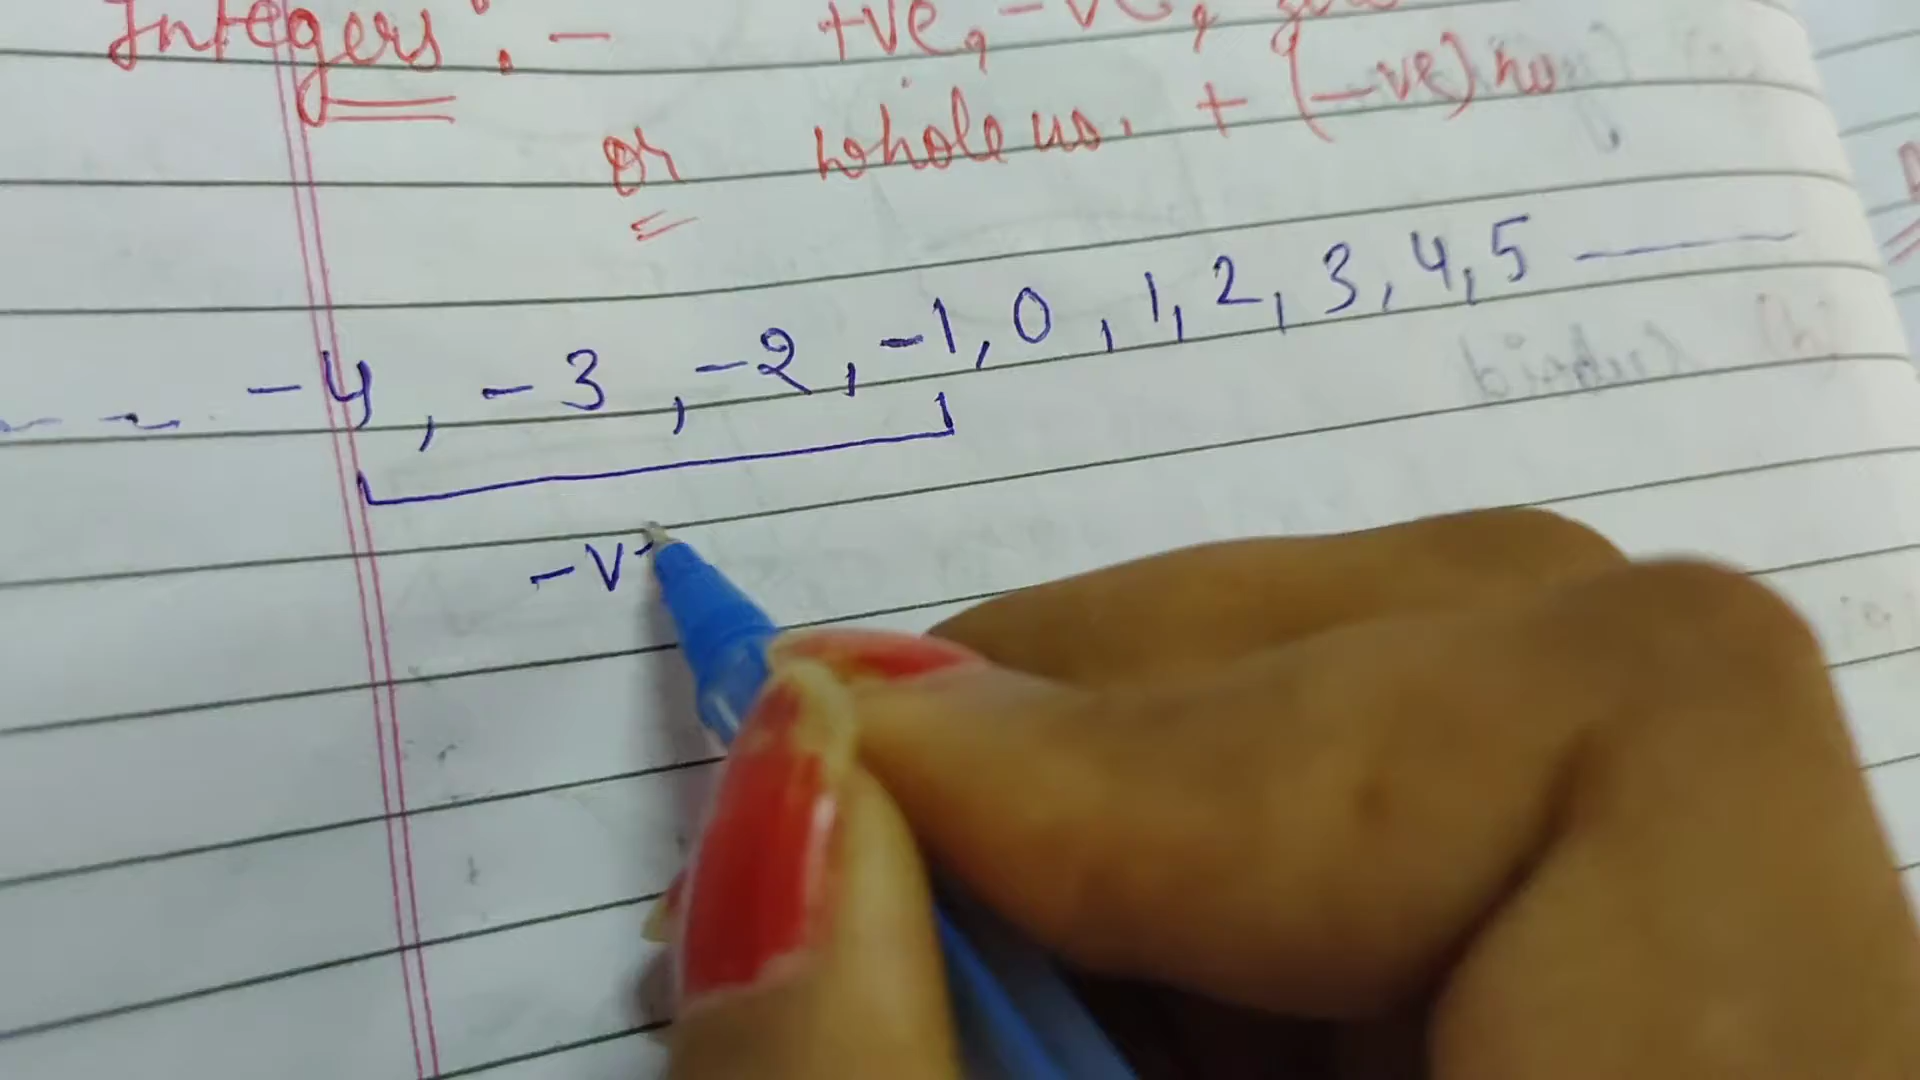 Integers : - +ve, -ve,
or whole no. + (-ve) no
-- -4, -3, -2, -1, 0, 1, 2, 3, 4, 5 ——
-v